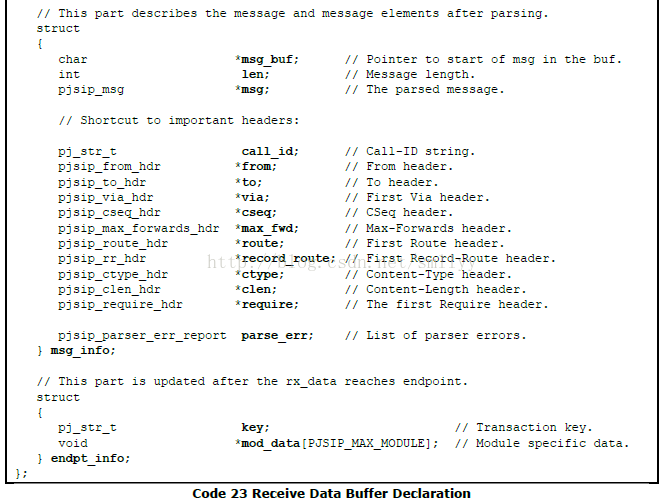 // This part describes the message and message elements after parsing.
struct
{
char *msg_buf; // Pointer to start of msg in the buf.
int len; // Message length.
pjsip_msg *msg; // The parsed message.
// Shortcut to important headers:
pj_str_t call_id; // Call-ID string.
pjsip_from_hdr *from; // From header.
pjsip_to_hdr *to; // To header.
pjsip_via_hdr *via; // First Via header.
pjsip_cseq_hdr *cseq; // CSeq header.
pjsip_max_forwards_hdr *max_fwd; // Max-Forwards header.
pjsip_route_hdr *route; // First Route header.
pjsip_rr_hdr *record_route; // First Record-Route header.
pjsip_ctype_hdr *ctype; // Content-Type header.
pjsip_clen_hdr *clen; // Content-Length header.
pjsip_require_hdr *require; // The first Require header.
pjsip_parser_err_report parse_err; // List of parser errors.
} msg_info;
// This part is updated after the rx_data reaches endpoint.
struct
{
pj_str_t key; // Transaction key.
void *mod_data[PJSIP_MAX_MODULE]; // Module specific data.
} endpt_info;
};
Code 23 Receive Data Buffer Declaration